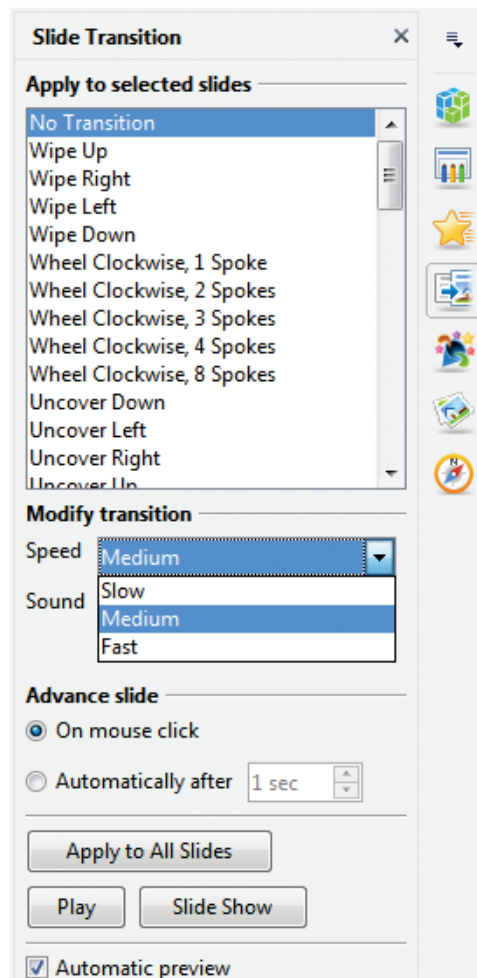 Slide Transition
Apply to selected slides
No Transition
Wipe Up
Wipe Right
Wipe Left
Wipe Down
Wheel Clockwise, 1 Spoke
Wheel Clockwise, 2 Spokes
Wheel Clockwise, 3 Spokes
Wheel Clockwise, 4 Spokes
Wheel Clockwise, 8 Spokes
Uncover Down
Uncover Left
Uncover Right
Uncover Up
Modify transition
Speed Medium
Slow
Sound
Medium
Fast
Advance slide
On mouse click
Automatically after 1 sec
Apply to All Slides
Play Slide Show
Automatic preview